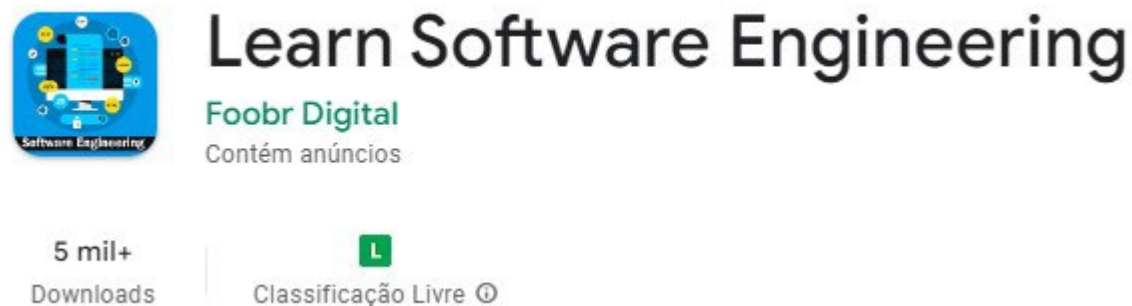 Learn Software Engineering
Foobr Digital
Contém anúncios
Software Engineering
5 mil+
L
Downloads
Classificação Livre